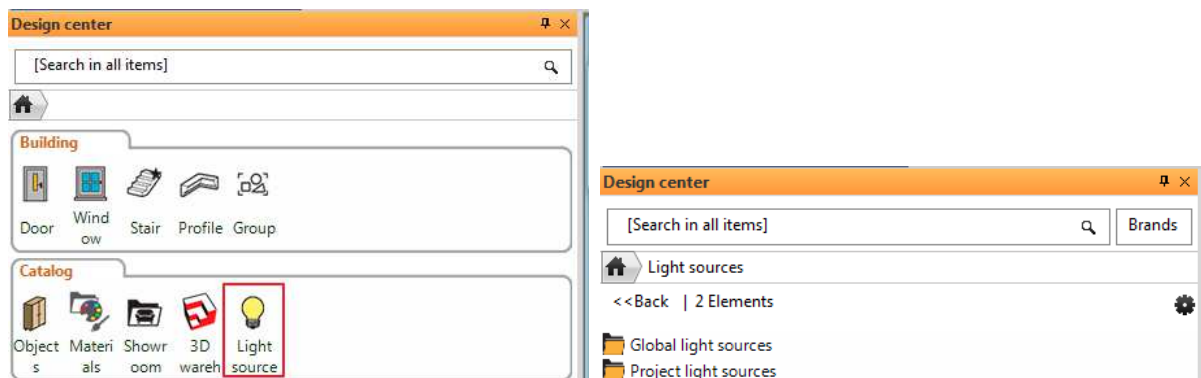 Design center
[Search in all items]
Building
Door
Wind
ow
Stair
Profile
Group
Catalog
Object
s
Materi
als
Showr
oom
3D
wareh
Light
source
Design center
[Search in all items]
Brands
Light sources
<<Back | 2 Elements
Global light sources
Project light sources